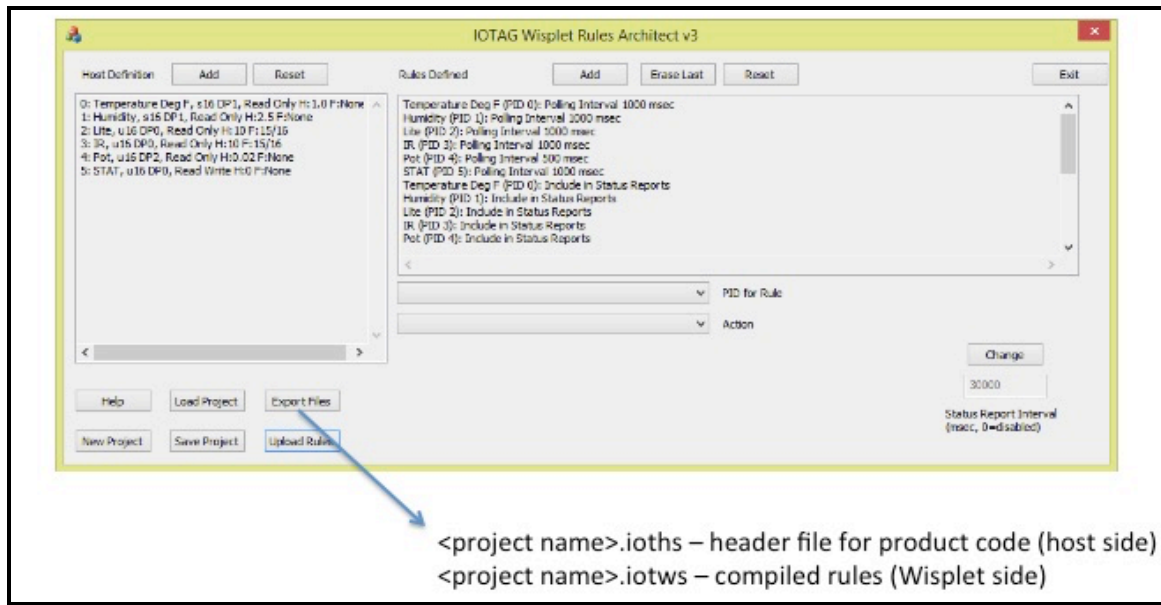 IOTAG Wisplet Rules Architect v3
Host Definition Add Reset Rules Defined Add Erase Last Reset Exit
0: Temperature Deg F, s16 DP1, Read Only H:1.0 F:None
1: Humidity, s16 DP1, Read Only H:2.5 F:None
2: Lite, u16 DP0, Read Only H:10 F:15/16
3: IR, u16 DP0, Read Only H:10 F:15/16
4: Pot, u16 DP2, Read Only H:0.02 F:None
5: STAT, u16 DP0, Read Write H:0 F:None
Temperature Deg F (PID 0): Polling Interval 1000 msec
Humidity (PID 1): Polling Interval 1000 msec
Lite (PID 2): Polling Interval 1000 msec
IR (PID 3): Polling Interval 1000 msec
Pot (PID 4): Polling Interval 500 msec
STAT (PID 5): Polling Interval 1000 msec
Temperature Deg F (PID 0): Include in Status Reports
Humidity (PID 1): Include in Status Reports
Lite (PID 2): Include in Status Reports
IR (PID 3): Include in Status Reports
Pot (PID 4): Include in Status Reports
PID for Rule
Action
Change
30000
Status Report Interval
(msec, 0=disabled)
Help Load Project Export Files
New Project Save Project Upload Rules
<project name>.ioths – header file for product code (host side)
<project name>.iotws – compiled rules (Wisplet side)